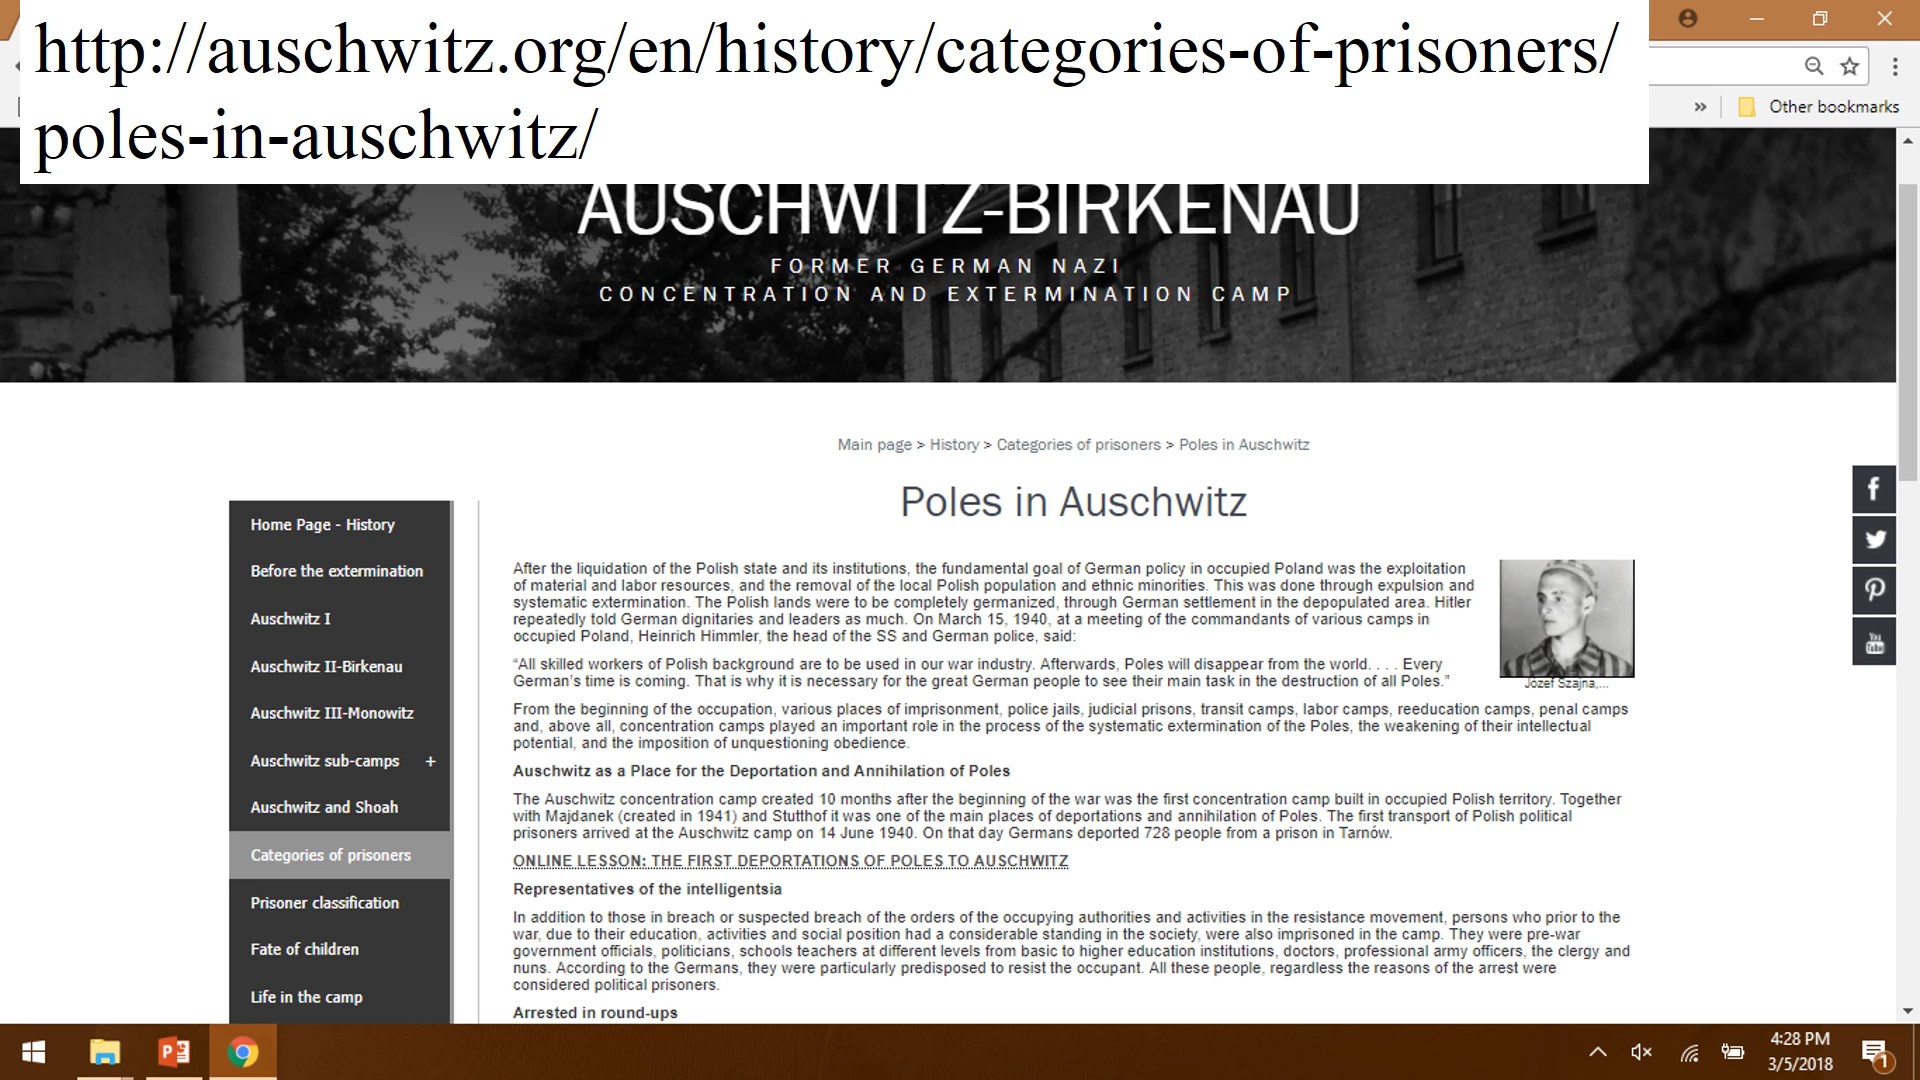 http://auschwitz.org/en/history/categories-of-prisoners/
poles-in-auschwitz/
Other bookmarks
AUSCHWITZ-BIRKENAU
FORMER GERMAN NAZI
CONCENTRATION AND EXTERMINATION CAMP
Main page > History > Categories of prisoners > Poles in Auschwitz
Poles in Auschwitz
Home Page - History
Before the extermination
Auschwitz I
Auschwitz II-Birkenau
Auschwitz III-Monowitz
Auschwitz sub-camps +
Auschwitz and Shoah
Categories of prisoners
Prisoner classification
Fate of children
Life in the camp
After the liquidation of the Polish state and its institutions, the fundamental goal of German policy in occupied Poland was the exploitation
of material and labor resources, and the removal of the local Polish population and ethnic minorities. This was done through expulsion and
systematic extermination. The Polish lands were to be completely germanized, through German settlement in the depopulated area. Hitler
repeatedly told German dignitaries and leaders as much. On March 15, 1940, at a meeting of the commandants of various camps in
occupied Poland, Heinrich Himmler, the head of the SS and German police, said:
“All skilled workers of Polish background are to be used in our war industry. Afterwards, Poles will disappear from the world. . . . Every
German’s time is coming. That is why it is necessary for the great German people to see their main task in the destruction of all Poles.”
Józef Szajna,...
From the beginning of the occupation, various places of imprisonment, police jails, judicial prisons, transit camps, labor camps, reeducation camps, penal camps
and, above all, concentration camps played an important role in the process of the systematic extermination of the Poles, the weakening of their intellectual
potential, and the imposition of unquestioning obedience.
Auschwitz as a Place for the Deportation and Annihilation of Poles
The Auschwitz concentration camp created 10 months after the beginning of the war was the first concentration camp built in occupied Polish territory. Together
with Majdanek (created in 1941) and Stutthof it was one of the main places of deportations and annihilation of Poles. The first transport of Polish political
prisoners arrived at the Auschwitz camp on 14 June 1940. On that day Germans deported 728 people from a prison in Tarnów.
ONLINE LESSON: THE FIRST DEPORTATIONS OF POLES TO AUSCHWITZ
Representatives of the intelligentsia
In addition to those in breach or suspected breach of the orders of the occupying authorities and activities in the resistance movement, persons who prior to the
war, due to their education, activities and social position had a considerable standing in the society, were also imprisoned in the camp. They were pre-war
government officials, politicians, schools teachers at different levels from basic to higher education institutions, doctors, professional army officers, the clergy and
nuns. According to the Germans, they were particularly predisposed to resist the occupant. All these people, regardless the reasons of the arrest were
considered political prisoners.
Arrested in round-ups
4:28 PM
3/5/2018
1